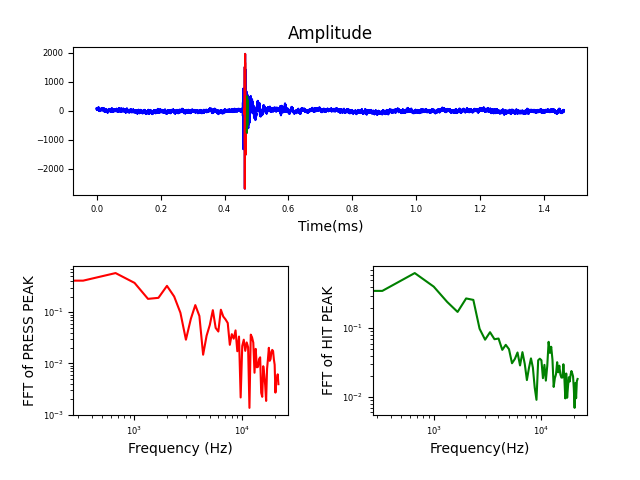 Amplitude
2000
1000
0
−1000
−2000
0.0 0.2 0.4 0.6 0.8 1.0 1.2 1.4
Time(ms)
FFT of PRESS PEAK
10⁻¹
10⁻²
10⁻³
10³ 10⁴
Frequency (Hz)
FFT of HIT PEAK
10⁻¹
10⁻²
10³ 10⁴
Frequency(Hz)